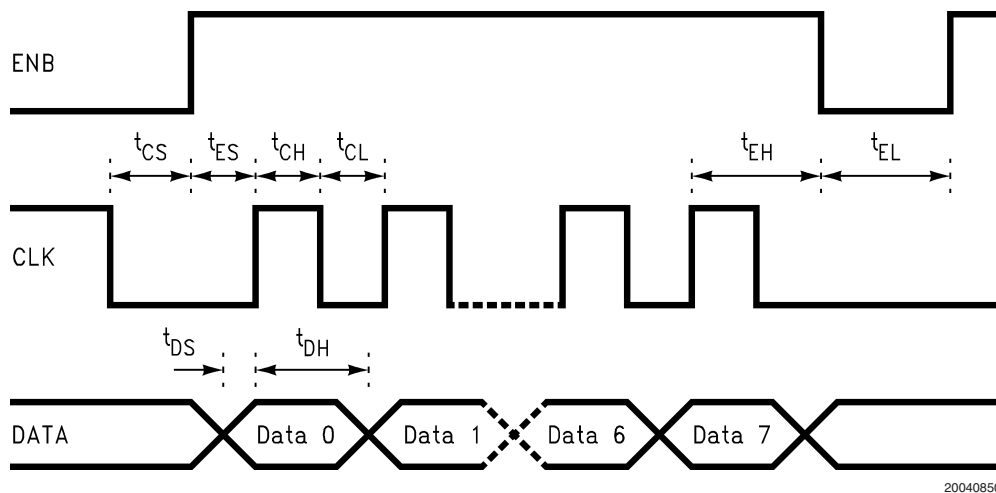 ENB
tCS tES tCH tCL tEH tEL
CLK
tDS tDH
DATA Data 0 Data 1 Data 6 Data 7
20040850